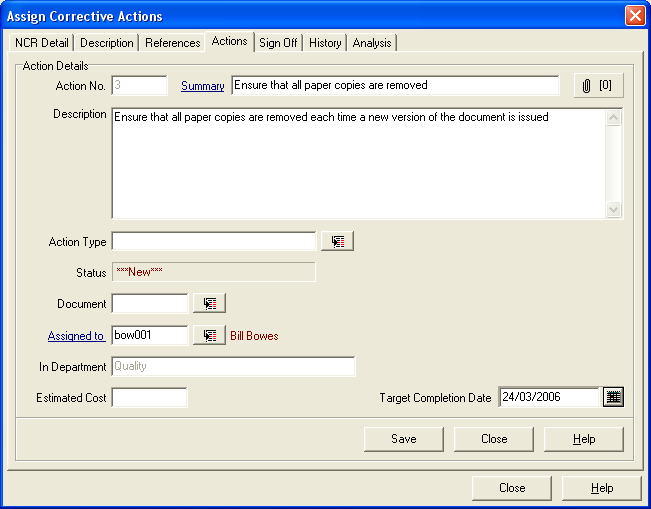 Assign Corrective Actions
NCR Detail Description References Actions Sign Off History Analysis
Action Details
Action No. 3 Summary Ensure that all paper copies are removed [0]
Description Ensure that all paper copies are removed each time a new version of the document is issued
Action Type
Status ***New***
Document
Assigned to bow001 Bill Bowes
In Department Quality
Estimated Cost Target Completion Date 24/03/2006
Save Close Help
Close Help